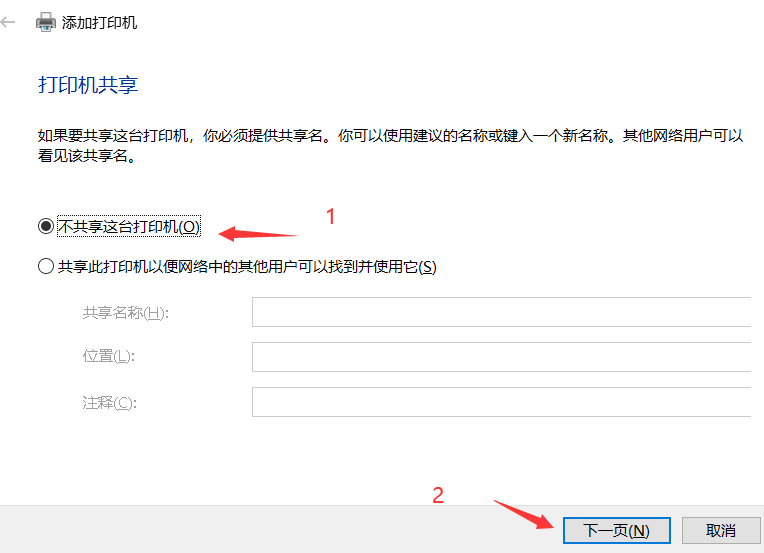 添加打印机
打印机共享
如果要共享这台打印机，你必须提供共享名。你可以使用建议的名称或键入一个新名称。其他网络用户可以
看见该共享名。
1
不共享这台打印机(O)
共享此打印机以便网络中的其他用户可以找到并使用它(S)
共享名称(H):
位置(L):
注释(C):
2
下一页(N) 取消